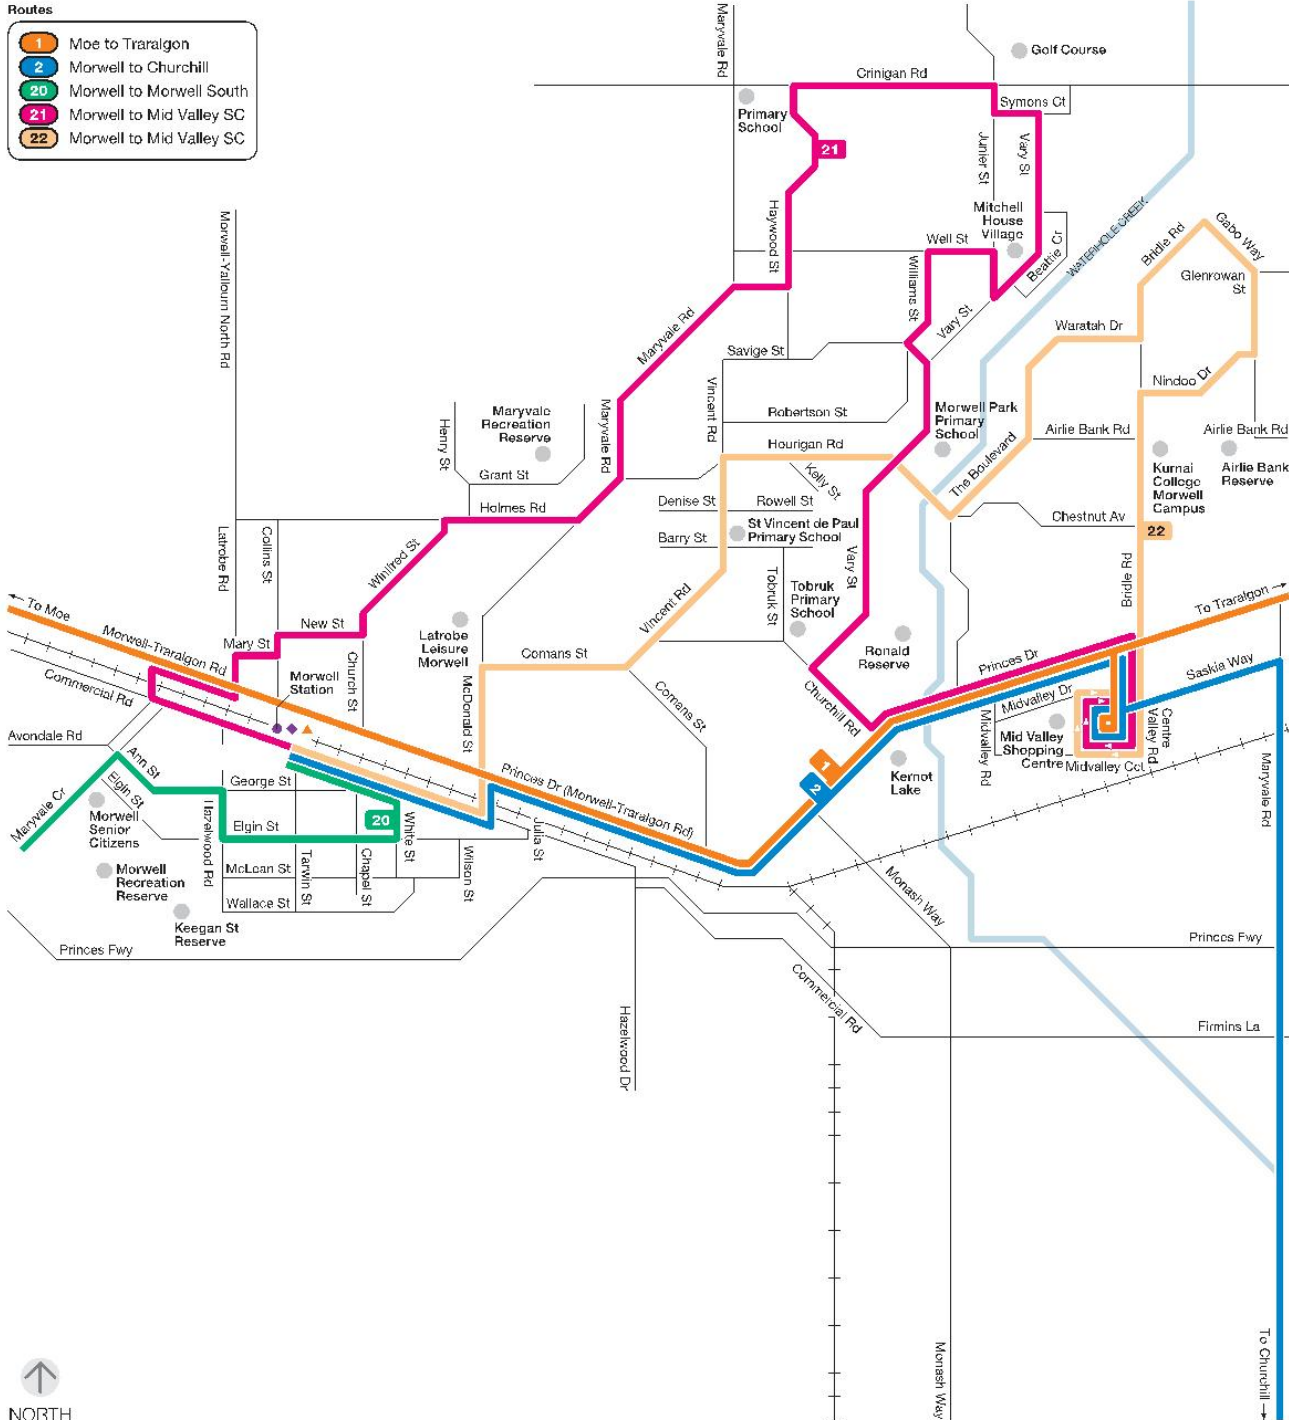 Routes
1 Moe to Traralgon
2 Morwell to Churchill
20 Morwell to Morwell South
21 Morwell to Mid Valley SC
22 Morwell to Mid Valley SC
Maryvale Rd
Golf Course
Crinigan Rd
Symons Ct
Primary
School
21
Junier St
Vary St
Haywood St
Mitchell
House
Village
Well St
Beattie Cr
WATERHOLE CREEK
Bridle Rd
Gabo Way
Glenrowan
St
Morwell-Yallourn North Rd
Williams St
Vary St
Waratah Dr
Maryvale Rd
Savige St
Nindoo Dr
Vincent Rd
Maryvale
Recreation
Reserve
Henry St
Maryvale Rd
Robertson St
Morwell Park
Primary
School
Airlie Bank Rd
Airlie Bank Rd
Hourigan Rd
The Boulevard
Grant St
Kelly St
Kurnai
College
Morwell
Campus
Airlie Bank
Reserve
Holmes Rd
Denise St
Rowell St
Chestnut Av
St Vincent de Paul
Primary School
Barry St
22
Latrobe Rd
Collins St
Winifred St
Vary St
Tobruk St
Tobruk
Primary
School
Bridle Rd
To Moe
To Traralgon
Vincent Rd
New St
Morwell-Traralgon Rd
Mary St
Latrobe
Leisure
Morwell
Comans St
Ronald
Reserve
Princes Dr
Saskia Way
Commercial Rd
Morwell
Station
Church St
McDonald St
Comans St
Churchill Rd
Midvalley Dr
Midvalley Rd
Mid Valley
Shopping
Centre
Centre
Valley Rd
Midvalley Cct
Avondale Rd
Ann St
Elgin St
George St
Princes Dr (Morwell-Traralgon Rd)
1
2
Kernot
Lake
Maryvale Rd
Maryvale Cr
Morwell
Senior
Citizens
Hazelwood Rd
Elgin St
20
White St
Julia St
McLean St
Tarwin St
Chapel St
Wilson St
Morwell
Recreation
Reserve
Wallace St
Keegan St
Reserve
Monash Way
Princes Fwy
Princes Fwy
Commercial Rd
Hazelwood Dr
Firmins La
Monash Way
To Churchill
NORTH